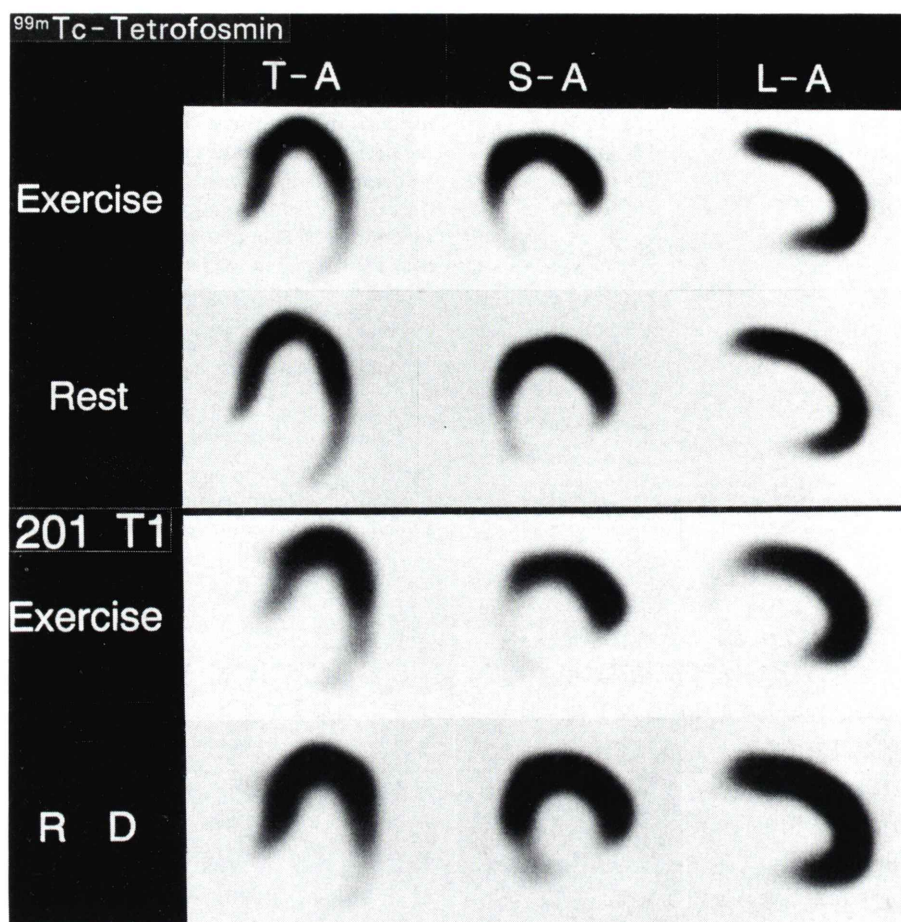 99mTc-Tetrofosmin
T-A S-A L-A
Exercise
Rest
201 T1
Exercise
R D